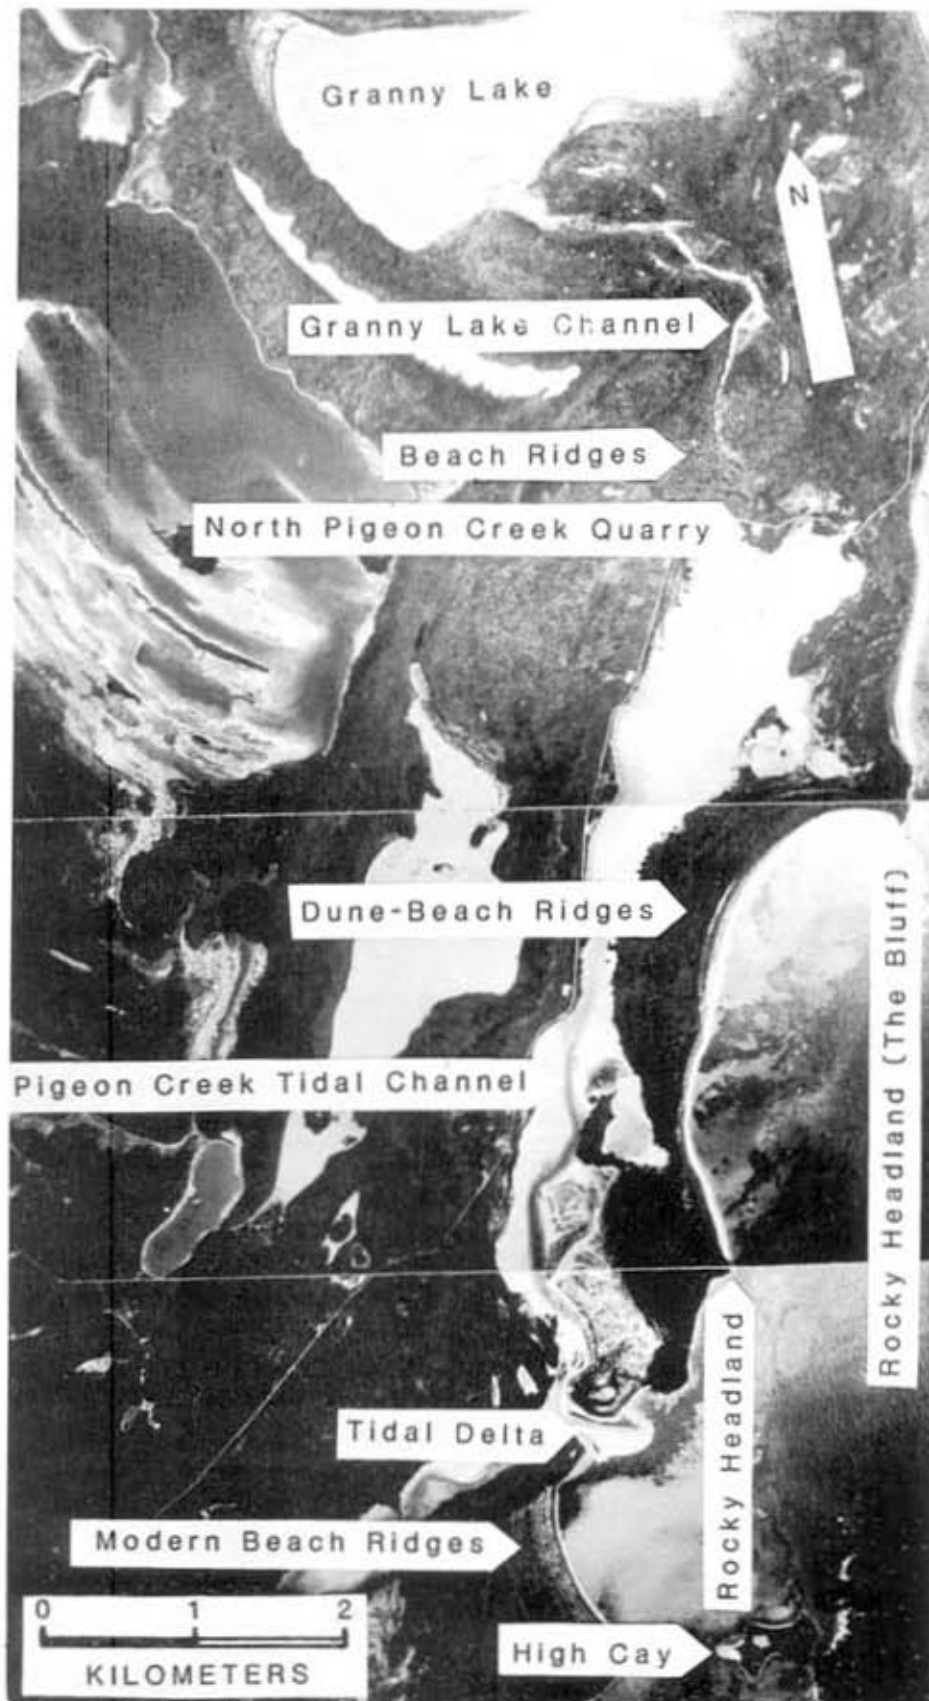 Granny Lake
N
Granny Lake Channel
Beach Ridges
North Pigeon Creek Quarry
Dune-Beach Ridges
Rocky Headland (The Bluff)
Pigeon Creek Tidal Channel
Rocky Headland
Tidal Delta
Modern Beach Ridges
0 1 2
KILOMETERS
High Cay